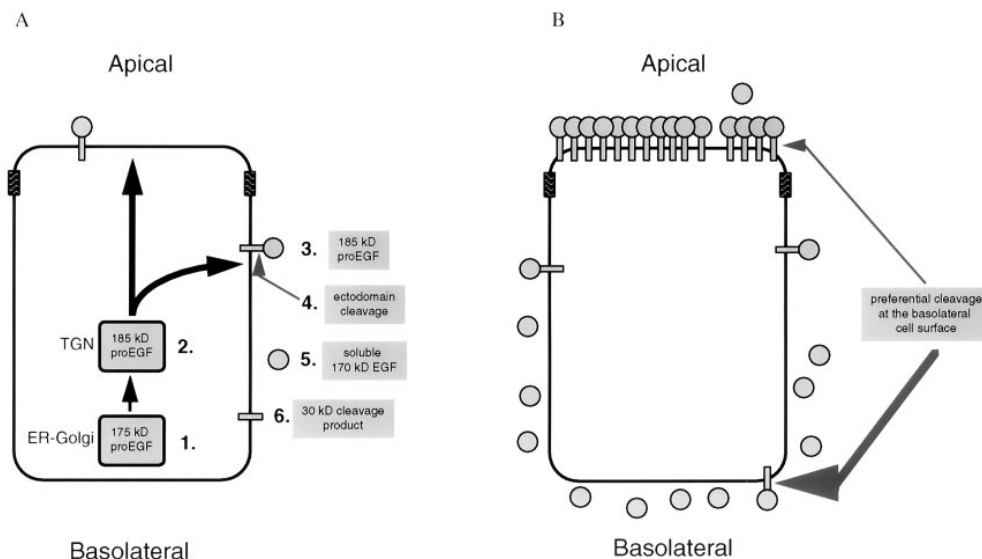 A
Apical
3.
185 kD
proEGF
4.
ectodomain
cleavage
TGN
185 kD
proEGF
2.
5.
soluble
170 kD EGF
6.
30 kD cleavage
product
ER-Golgi
175 kD
proEGF
1.
Basolateral
B
Apical
preferential cleavage
at the basolateral
cell surface
Basolateral